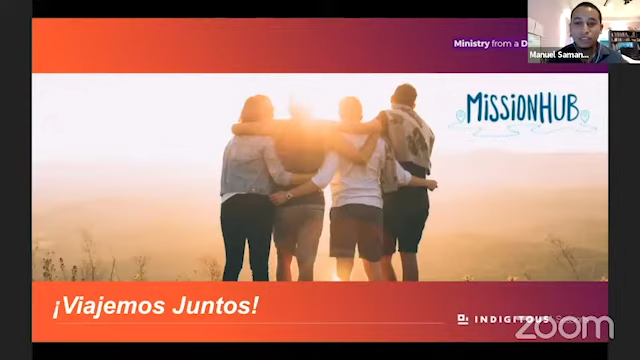 Ministry from a D
Manuel Saman...
MISSIONHUB
¡Viajemos Juntos!
INDIGITOUS
zoom